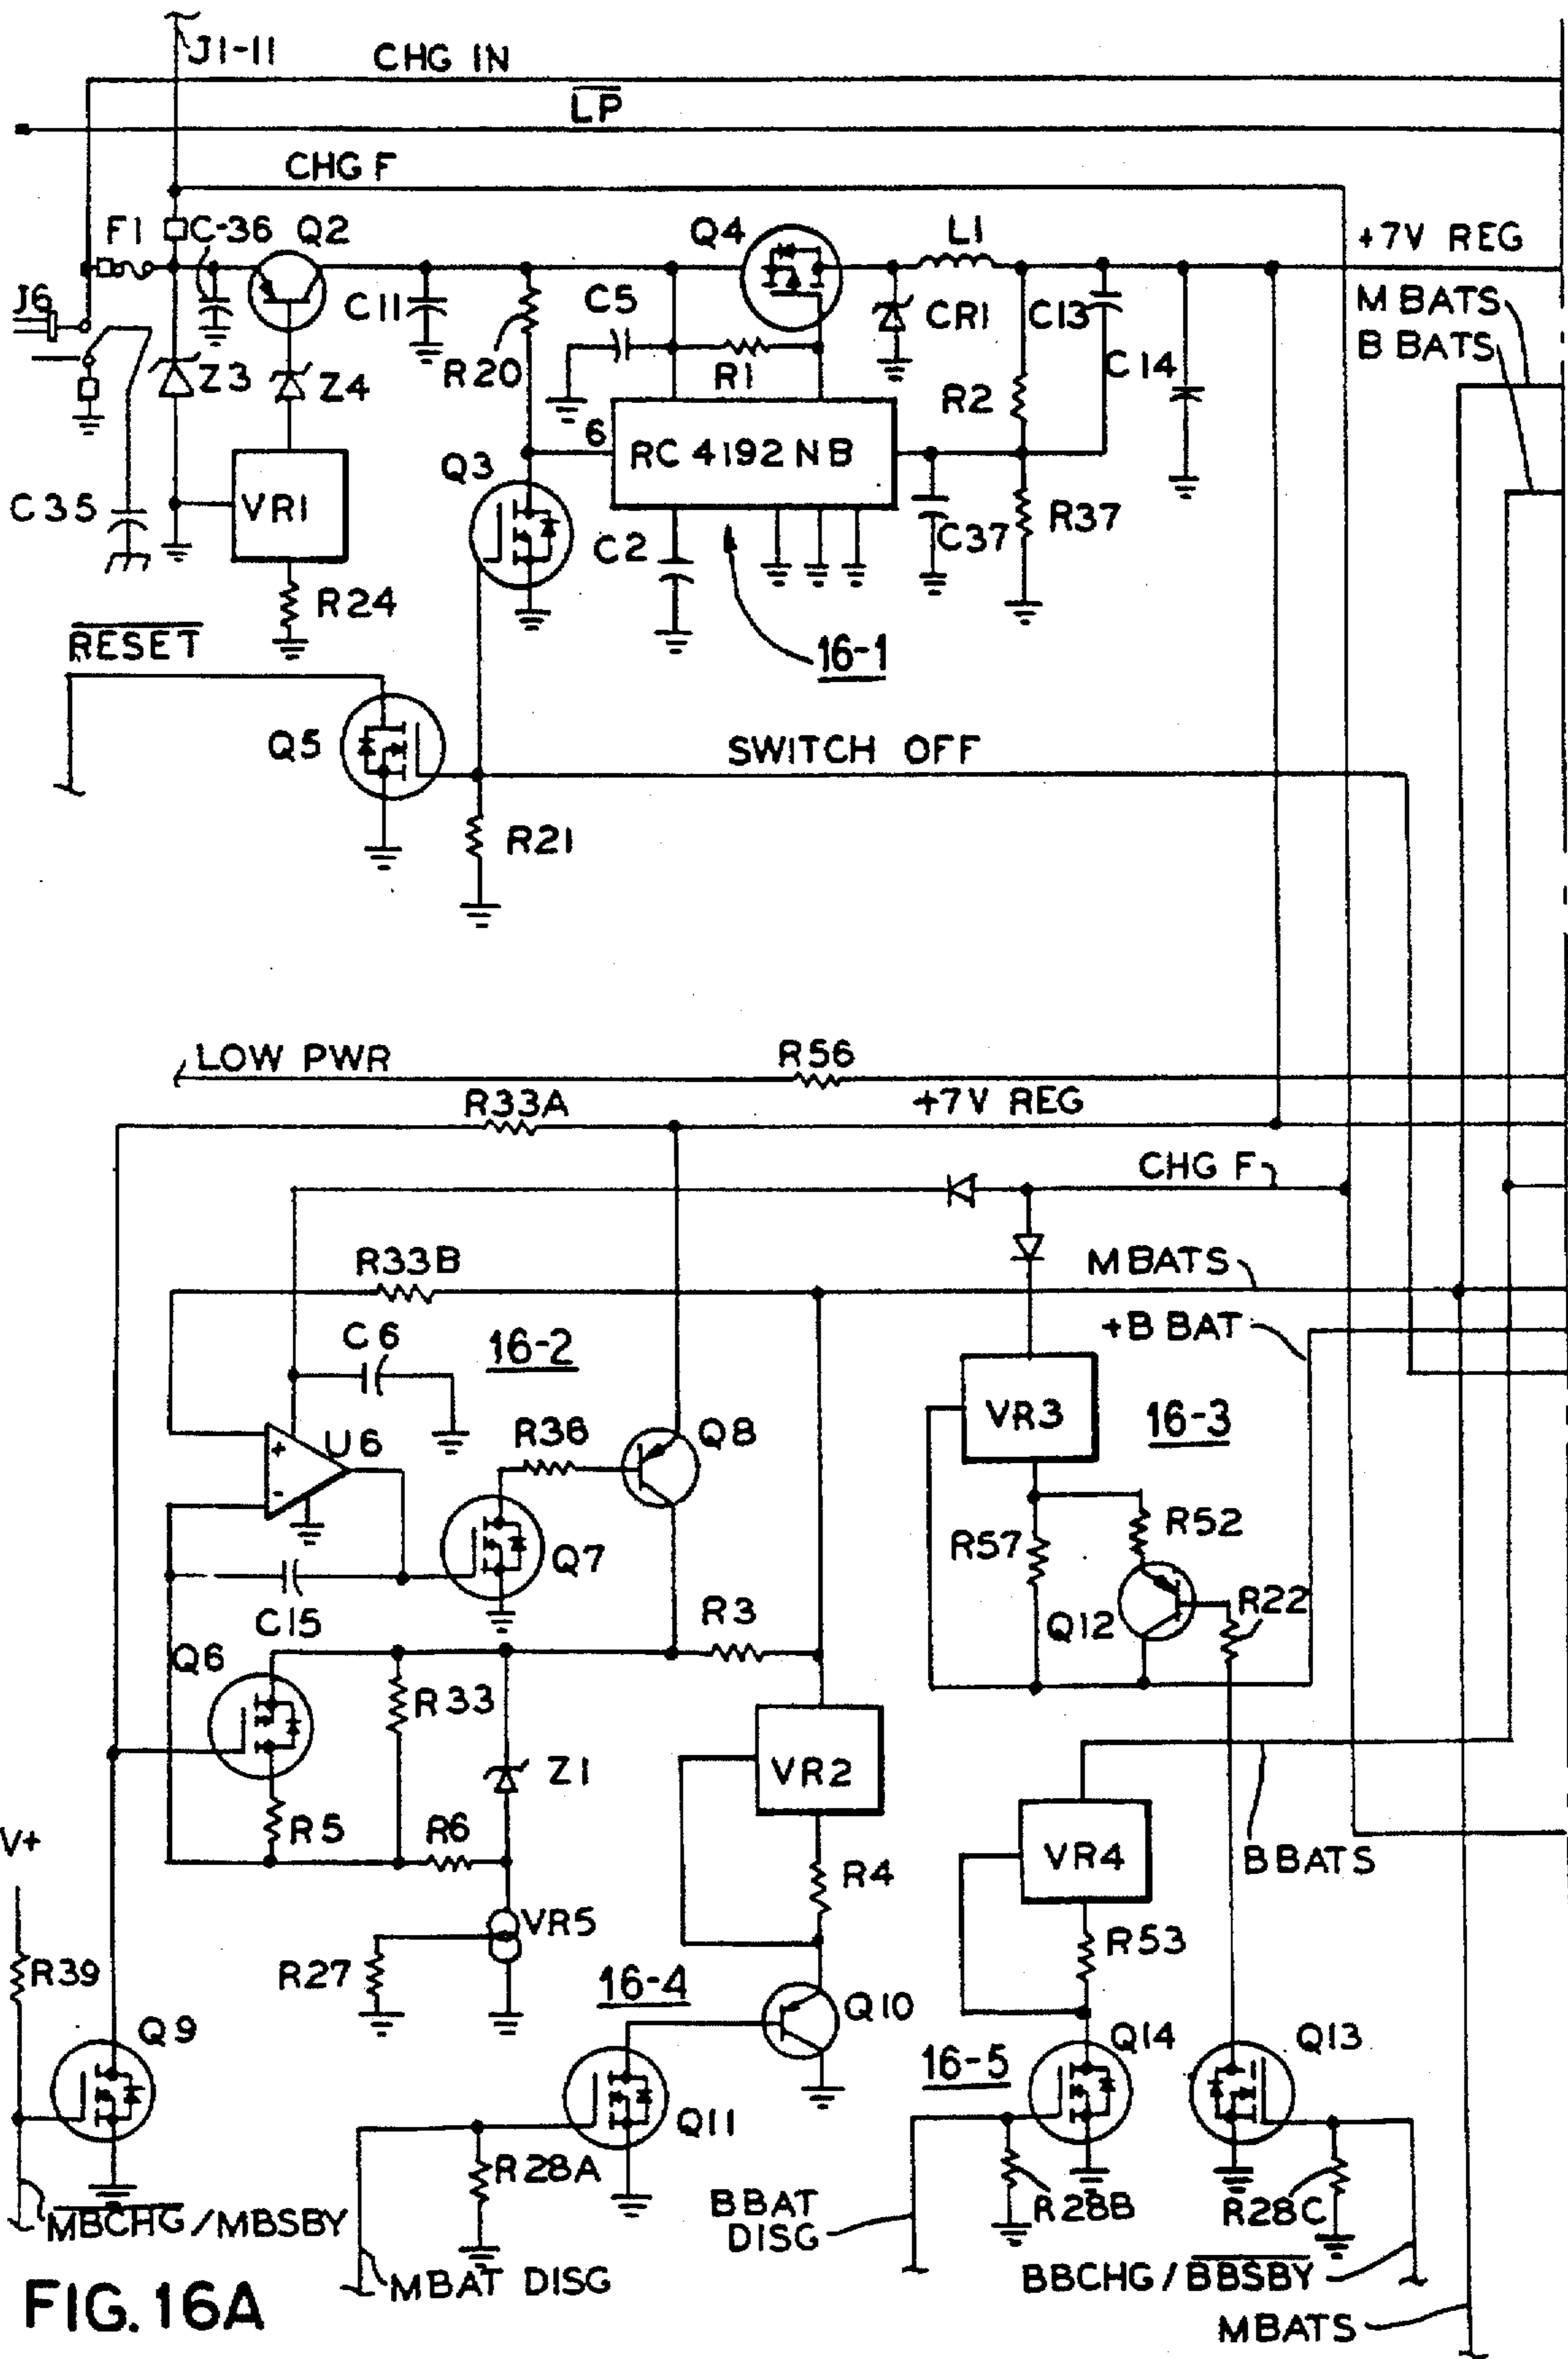 J1-11
CHG IN
LP
CHG F
F1
C-36
Q2
Q4
L1
+7V REG
J6
C11
C5
CR1
C13
M BATS
B BATS
R20
R1
C14
Z3
Z4
R2
6
RC 4192 NB
Q3
C35
VR1
C2
C37
R37
R24
RESET
16-1
Q5
SWITCH OFF
R21
LOW PWR
R56
R33A
+7V REG
CHG F
R33B
M BATS
+B BAT
C6
16-2
VR3
16-3
+
U6
-
R36
Q8
R52
R57
Q7
R22
C15
R3
Q12
Q6
R33
Z1
VR2
R5
R6
V+
R4
VR4
B BATS
VR5
R53
R39
R27
16-4
Q10
Q9
16-5
Q14
Q13
Q11
R28A
MBCHG/MBSBY
BBAT
DISG
R28B
R28C
MBAT DISG
BBCHG/BBSBY
FIG. 16A
MBATS